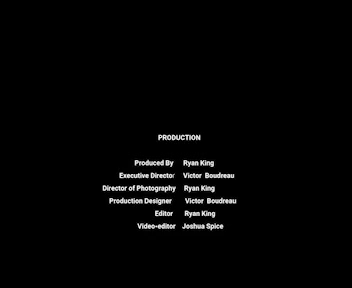 PRODUCTION
Produced By Ryan King
Executive Director Victor Boudreau
Director of Photography Ryan King
Production Designer Victor Boudreau
Editor Ryan King
Video-editor Joshua Spice